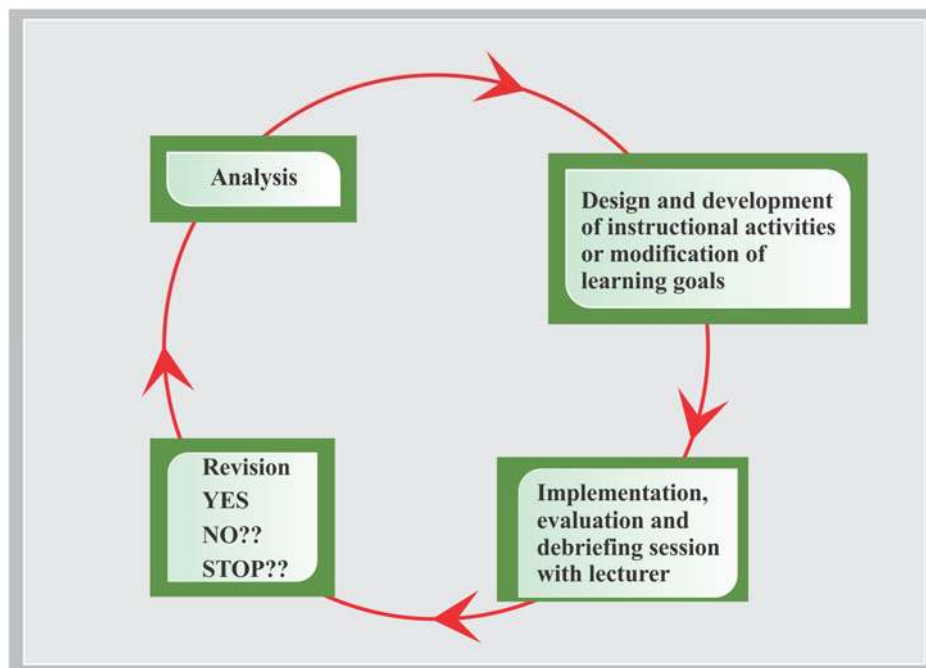 Analysis
Design and development
of instructional activities
or modification of
learning goals
Implementation,
evaluation and
debriefing session
with lecturer
Revision
YES
NO??
STOP??